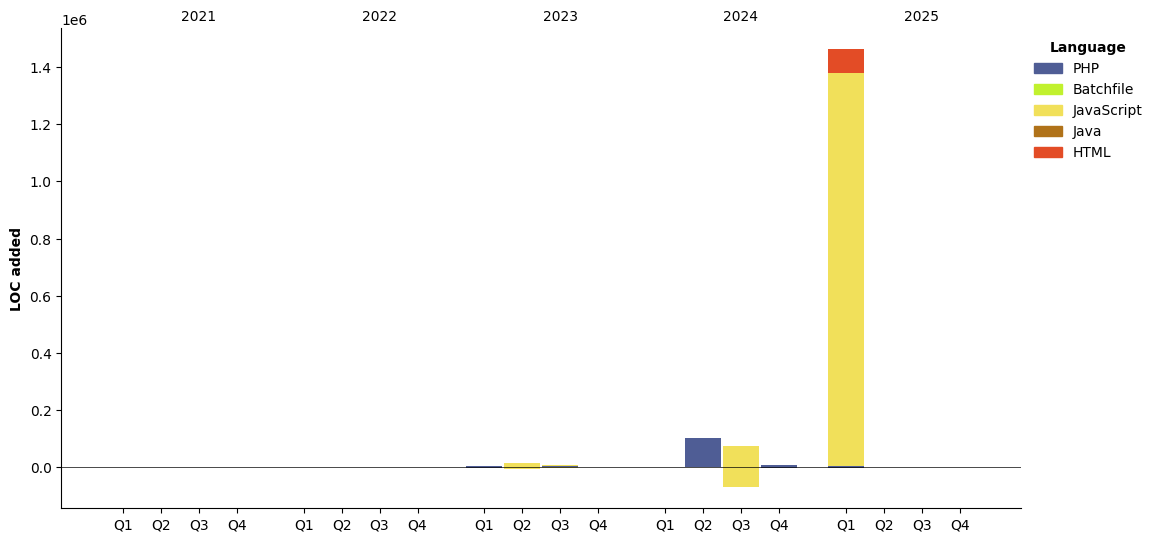 2021 2022 2023 2024 2025
1e6
Language
PHP
Batchfile
JavaScript
Java
HTML
1.4
1.2
1.0
0.8
0.6
0.4
0.2
0.0
LOC added
Q1 Q2 Q3 Q4 Q1 Q2 Q3 Q4 Q1 Q2 Q3 Q4 Q1 Q2 Q3 Q4 Q1 Q2 Q3 Q4